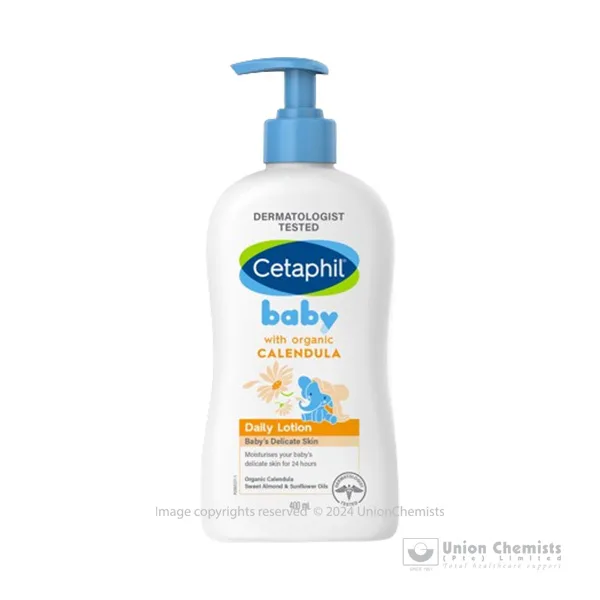 DERMATOLOGIST
TESTED
Cetaphil®
baby
with organic
CALENDULA
Daily Lotion
Baby's Delicate Skin
Moisturises your baby's
delicate skin for 24 hours
Organic Calendula
Sweet Almond & Sunflower Oils
DERMATOLOGIST
TESTED
400 mL
Image copyrights reserved © 2024 UnionChemists
Union Chemists
(Pte) Limited
Total healthcare support